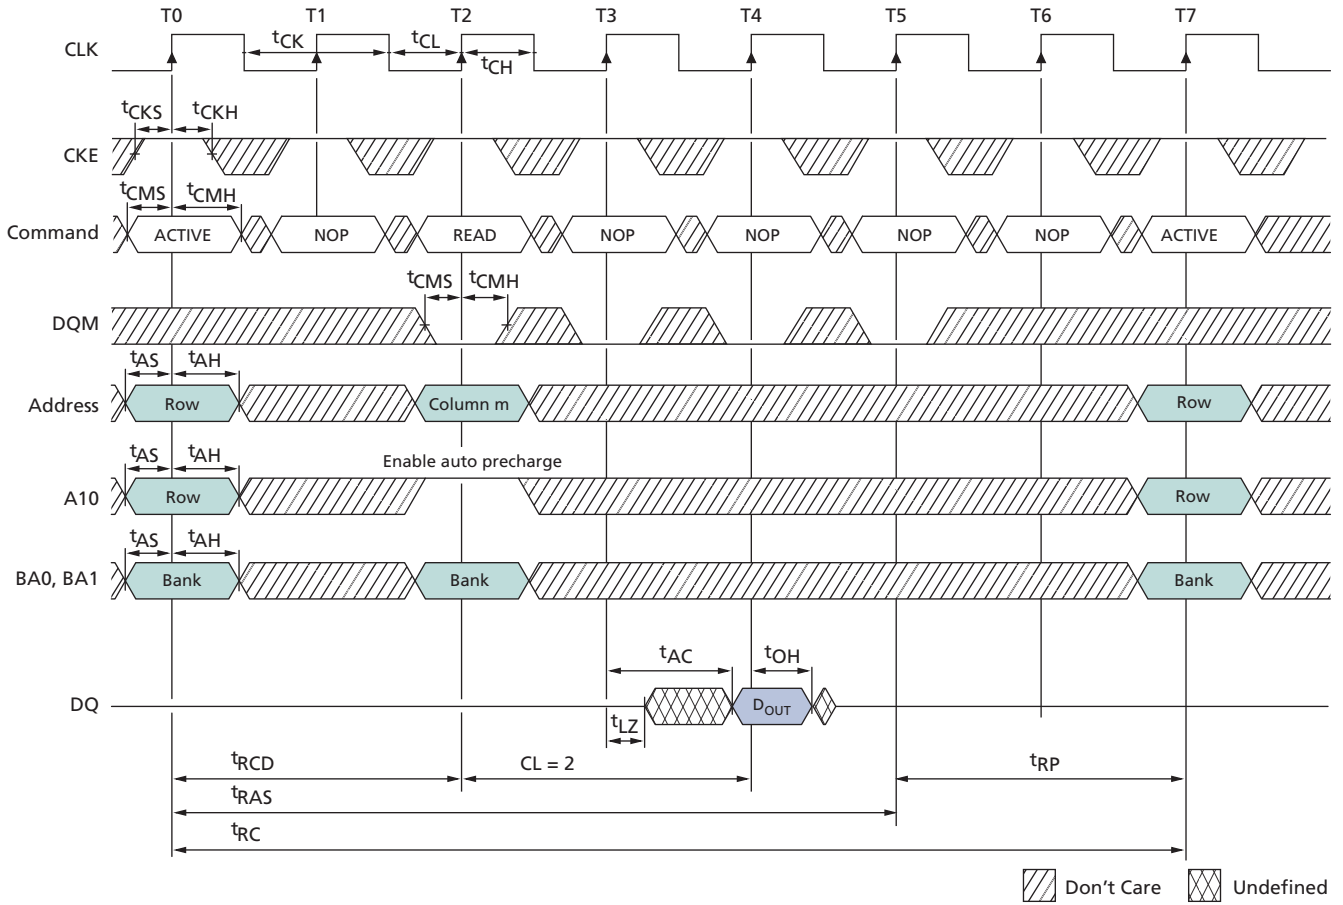 T0 T1 T2 T3 T4 T5 T6 T7
CLK tCK tCL tCH
tCKS tCKH
CKE
tCMS tCMH
Command ACTIVE NOP READ NOP NOP NOP NOP ACTIVE
tCMS tCMH
DQM
tAS tAH
Address Row Column m Row
tAS tAH Enable auto precharge
A10 Row Row
tAS tAH
BA0, BA1 Bank Bank Bank
tAC tOH
DQ DOUT
tLZ
tRCD CL = 2 tRP
tRAS
tRC
Don't Care Undefined